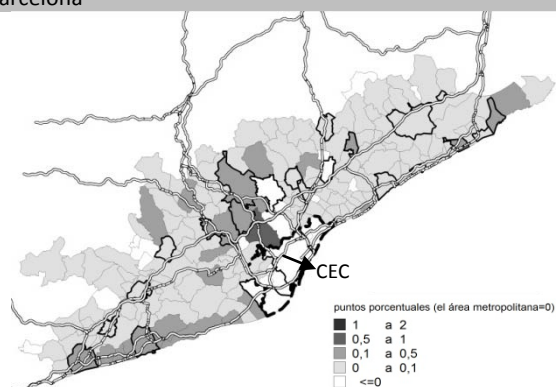 arcelona
CEC
puntos porcentuales (el área metropolitana=0)
1 a 2
0,5 a 1
0,1 a 0,5
0 a 0,1
<=0